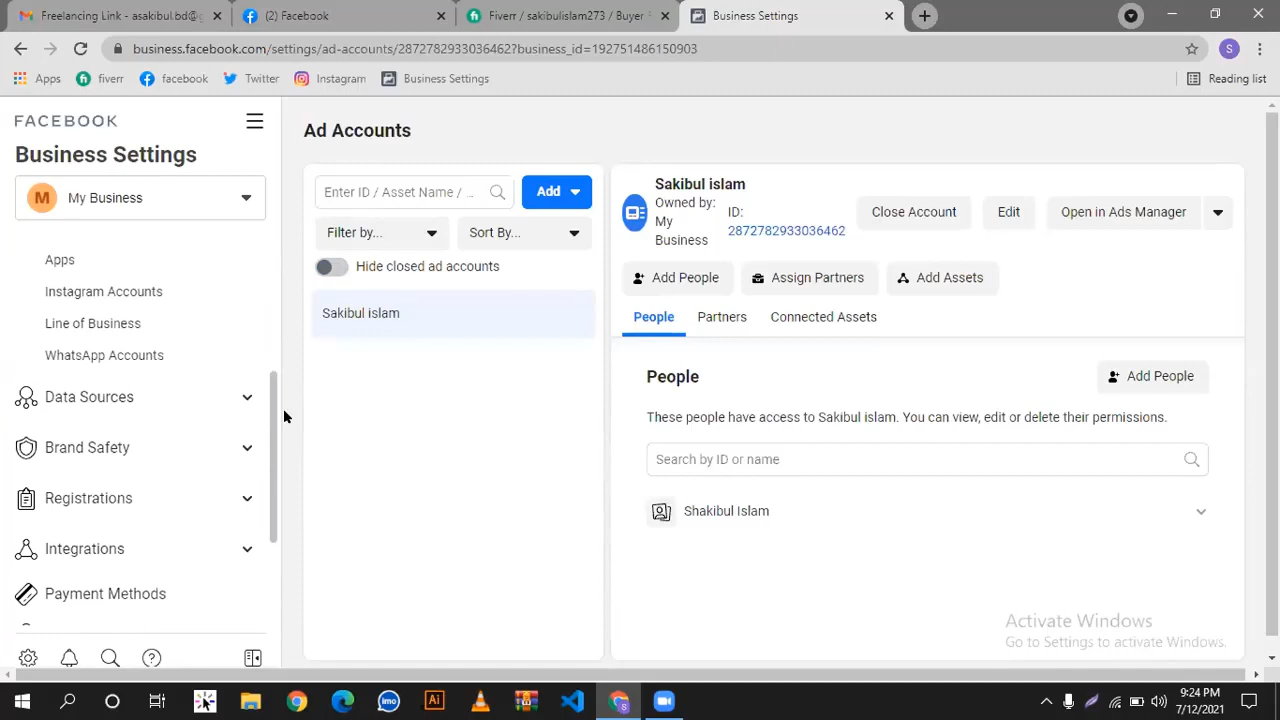 Freelancing Link - asakibul.bd@g
(2) Facebook
Fiverr / sakibulislam273 / Buyer
Business Settings
business.facebook.com/settings/ad-accounts/2872782933036462?business_id=192751486150903
S
Apps
fiverr
facebook
Twitter
Instagram
Business Settings
Reading list
FACEBOOK
Business Settings
M
My Business
Apps
Instagram Accounts
Line of Business
WhatsApp Accounts
Data Sources
Brand Safety
Registrations
Integrations
Payment Methods
Ad Accounts
Enter ID / Asset Name / ...
Add
Filter by...
Sort By...
Hide closed ad accounts
Sakibul islam
Sakibul islam
Owned by:
My
Business
ID:
2872782933036462
Close Account
Edit
Open in Ads Manager
Add People
Assign Partners
Add Assets
People
Partners
Connected Assets
People
Add People
These people have access to Sakibul islam. You can view, edit or delete their permissions.
Search by ID or name
Shakibul Islam
Activate Windows
Go to Settings to activate Windows.
imo
Ai
S
9:24 PM
7/12/2021